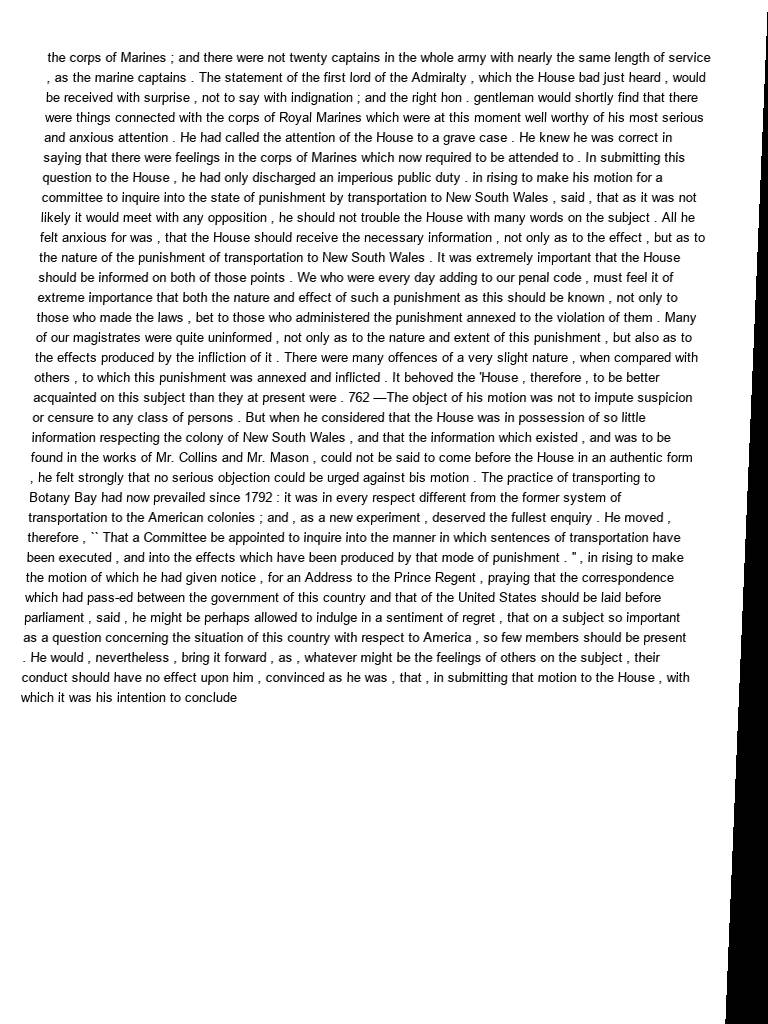 the corps of Marines ; and there were not twenty captains in the whole army with nearly the same length of service
, as the marine captains . The statement of the first lord of the Admiralty , which the House bad just heard , would
be received with surprise , not to say with indignation ; and the right hon . gentleman would shortly find that there
were things connected with the corps of Royal Marines which were at this moment well worthy of his most serious
and anxious attention . He had called the attention of the House to a grave case . He knew he was correct in
saying that there were feelings in the corps of Marines which now required to be attended to . In submitting this
question to the House , he had only discharged an imperious public duty . in rising to make his motion for a
committee to inquire into the state of punishment by transportation to New South Wales , said , that as it was not
likely it would meet with any opposition , he should not trouble the House with many words on the subject . All he
felt anxious for was , that the House should receive the necessary information , not only as to the effect , but as to
the nature of the punishment of transportation to New South Wales . It was extremely important that the House
should be informed on both of those points . We who were every day adding to our penal code , must feel it of
extreme importance that both the nature and effect of such a punishment as this should be known , not only to
those who made the laws , bet to those who administered the punishment annexed to the violation of them . Many
of our magistrates were quite uninformed , not only as to the nature and extent of this punishment , but also as to
the effects produced by the infliction of it . There were many offences of a very slight nature , when compared with
others , to which this punishment was annexed and inflicted . It behoved the 'House , therefore , to be better
acquainted on this subject than they at present were . 762 —The object of his motion was not to impute suspicion
or censure to any class of persons . But when he considered that the House was in possession of so little
information respecting the colony of New South Wales , and that the information which existed , and was to be
found in the works of Mr. Collins and Mr. Mason , could not be said to come before the House in an authentic form
, he felt strongly that no serious objection could be urged against bis motion . The practice of transporting to
Botany Bay had now prevailed since 1792 : it was in every respect different from the former system of
transportation to the American colonies ; and , as a new experiment , deserved the fullest enquiry . He moved ,
therefore , `` That a Committee be appointed to inquire into the manner in which sentences of transportation have
been executed , and into the effects which have been produced by that mode of punishment . " , in rising to make
the motion of which he had given notice , for an Address to the Prince Regent , praying that the correspondence
which had pass-ed between the government of this country and that of the United States should be laid before
parliament , said , he might be perhaps allowed to indulge in a sentiment of regret , that on a subject so important
as a question concerning the situation of this country with respect to America , so few members should be present
. He would , nevertheless , bring it forward , as , whatever might be the feelings of others on the subject , their
conduct should have no effect upon him , convinced as he was , that , in submitting that motion to the House , with
which it was his intention to conclude